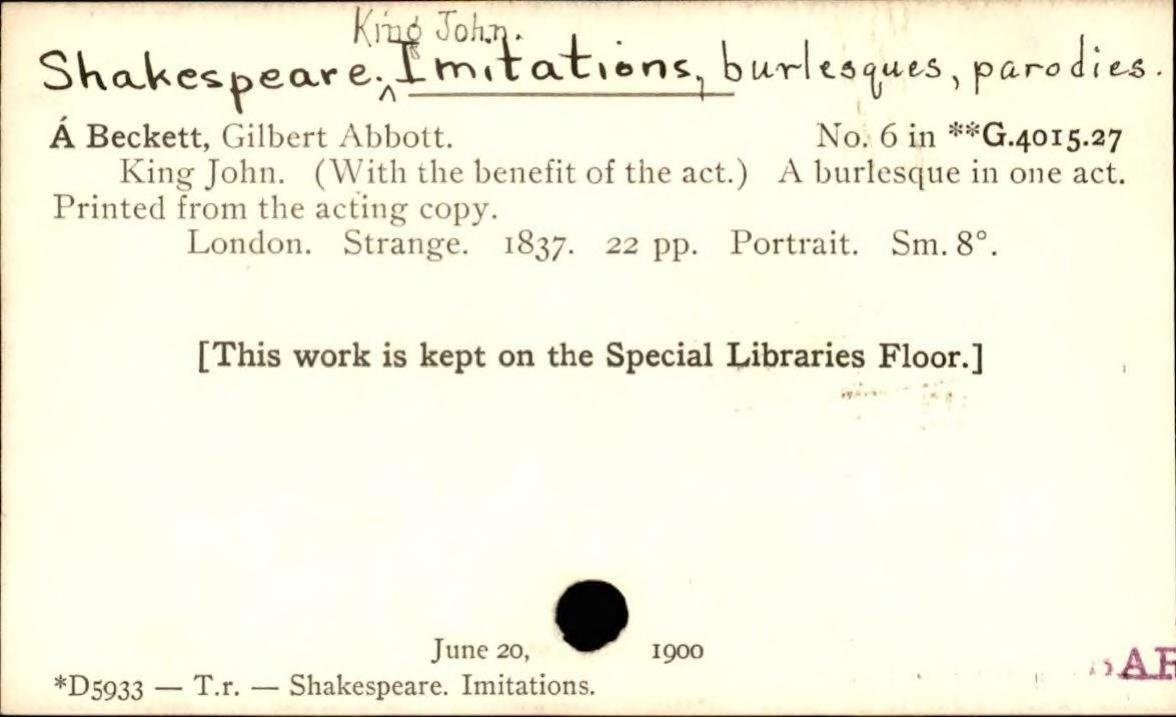 King John.
Shakespeare. ^ Imitations, burlesques, parodies.
Á Beckett, Gilbert Abbott. No. 6 in **G.4015.27
King John. (With the benefit of the act.) A burlesque in one act.
Printed from the acting copy.
London. Strange. 1837. 22 pp. Portrait. Sm. 8°.
[This work is kept on the Special Libraries Floor.]
June 20, 1900
*D5933 — T.r. — Shakespeare. Imitations.